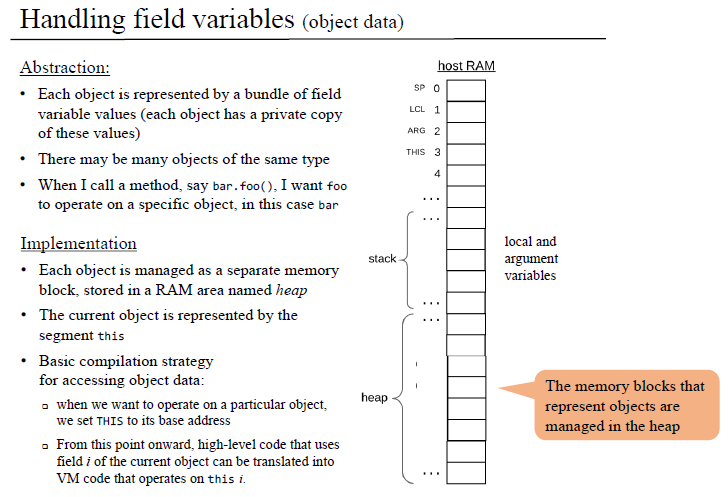 Handling field variables (object data)
Abstraction:
• Each object is represented by a bundle of field
variable values (each object has a private copy
of these values)
• There may be many objects of the same type
• When I call a method, say bar.foo(), I want foo
to operate on a specific object, in this case bar
Implementation
• Each object is managed as a separate memory
block, stored in a RAM area named heap
• The current object is represented by the
segment this
• Basic compilation strategy
for accessing object data:
▫ when we want to operate on a particular object,
we set THIS to its base address
▫ From this point onward, high-level code that uses
field i of the current object can be translated into
VM code that operates on this i.
host RAM
SP 0
LCL 1
ARG 2
THIS 3
4
...
...
stack
...
...
heap
...
local and
argument
variables
The memory blocks that
represent objects are
managed in the heap